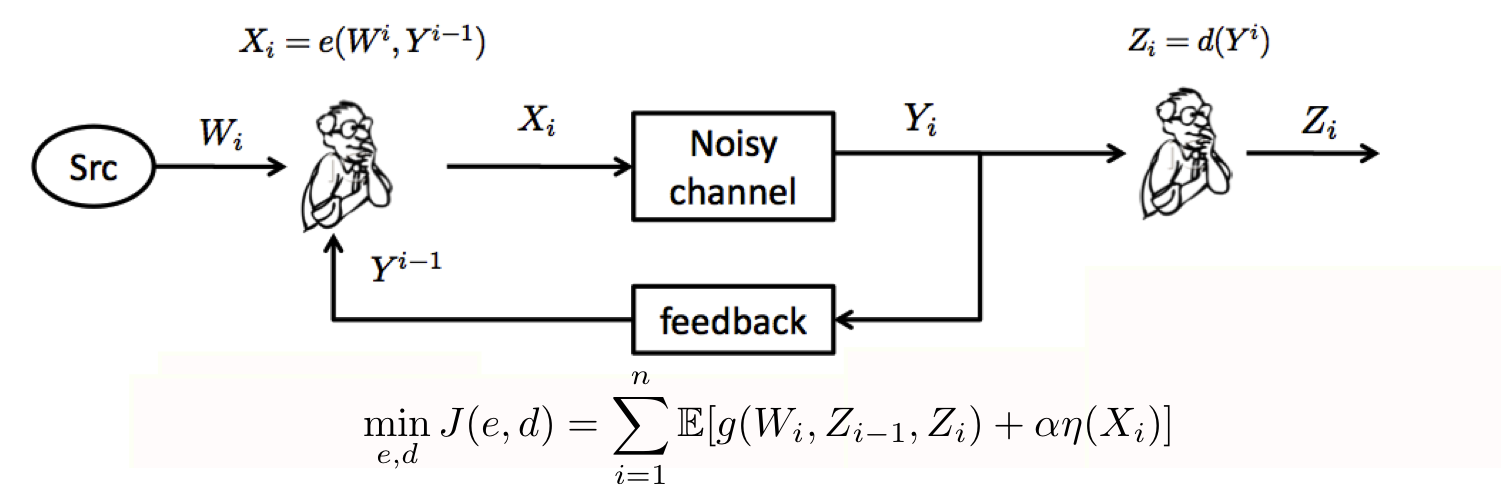 X_i = e(W^i, Y^{i-1})
Z_i = d(Y^i)
Src
W_i
X_i
Noisy
channel
Y_i
Z_i
Y^{i-1}
feedback
\min_{e,d} J(e, d) = \sum_{i=1}^{n} \mathbb{E}[g(W_i, Z_{i-1}, Z_i) + \alpha\eta(X_i)]